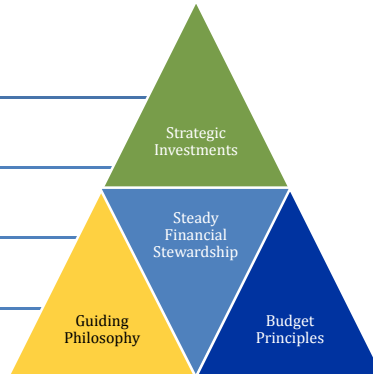 Strategic
Investments
Steady
Financial
Stewardship
Guiding
Philosophy
Budget
Principles